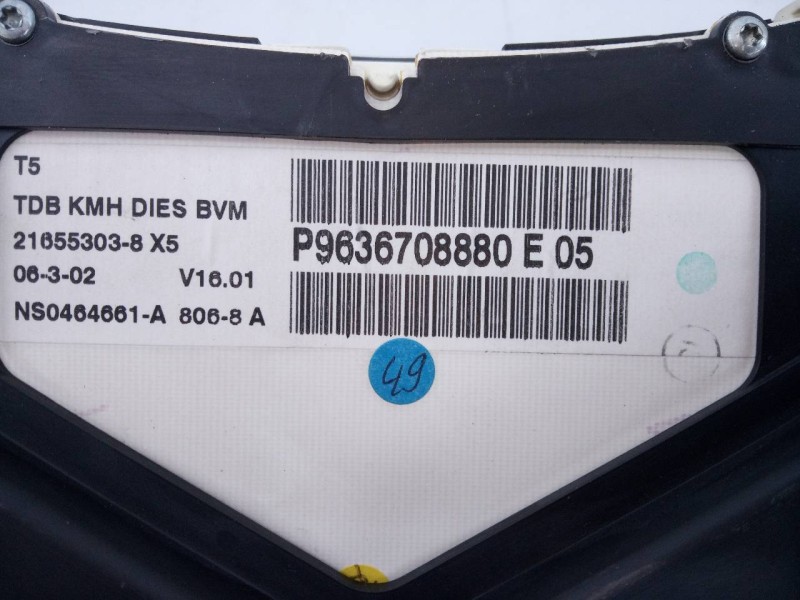 T5
TDB KMH DIES BVM
21655303-8 X5
06-3-02 V16.01
NS0464661-A 806-8 A
P9636708880 E 05
49